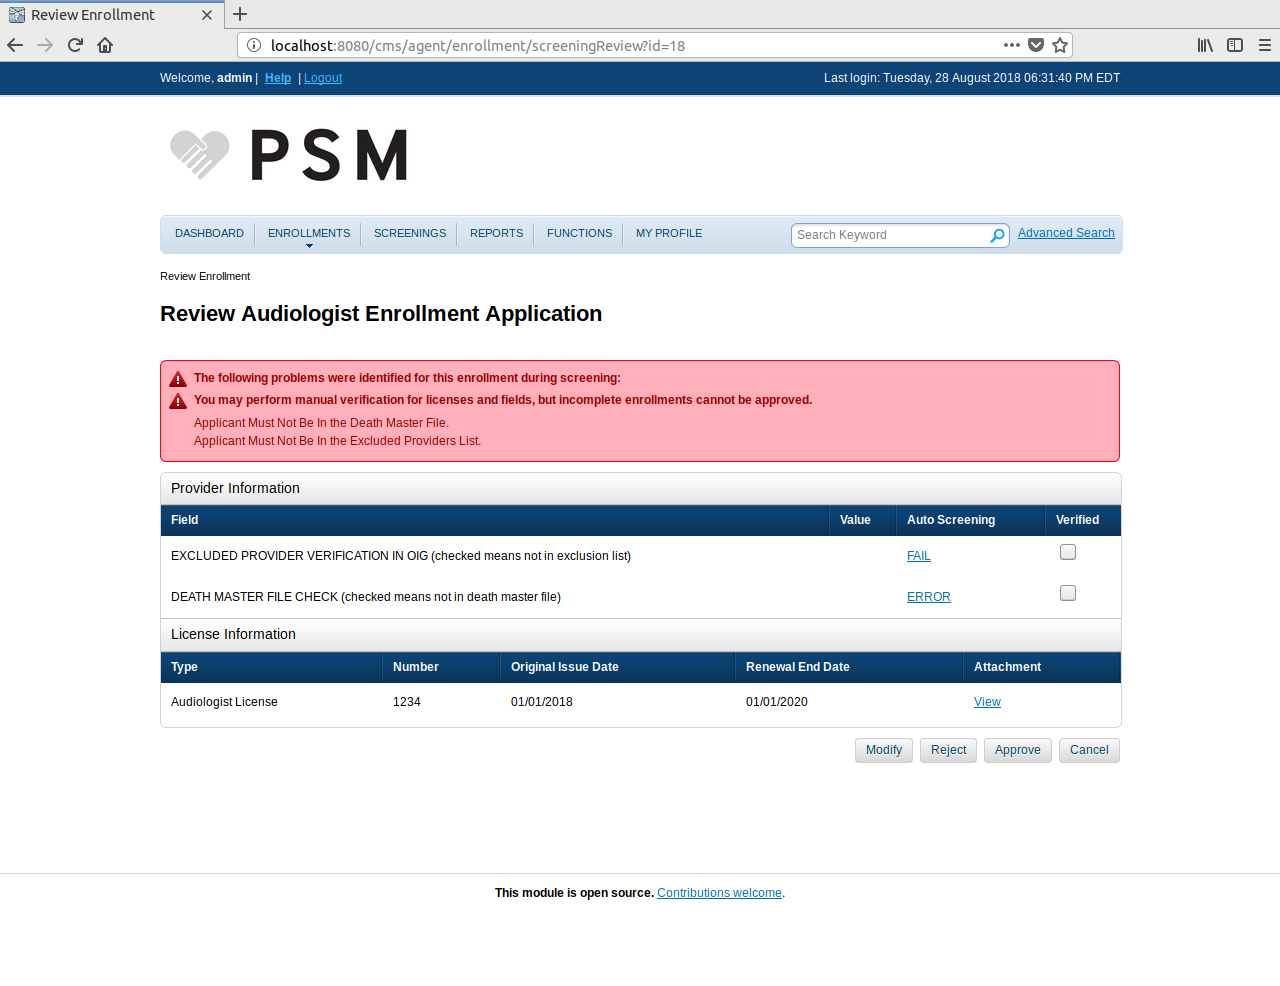 Review Enrollment
localhost:8080/cms/agent/enrollment/screeningReview?id=18
Welcome, admin | Help | Logout
Last login: Tuesday, 28 August 2018 06:31:40 PM EDT
PSM
DASHBOARD ENROLLMENTS SCREENINGS REPORTS FUNCTIONS MY PROFILE Search Keyword Advanced Search
Review Enrollment
Review Audiologist Enrollment Application
The following problems were identified for this enrollment during screening:
You may perform manual verification for licenses and fields, but incomplete enrollments cannot be approved.
Applicant Must Not Be In the Death Master File.
Applicant Must Not Be In the Excluded Providers List.
Provider Information
Field Value Auto Screening Verified
EXCLUDED PROVIDER VERIFICATION IN OIG (checked means not in exclusion list) FAIL
DEATH MASTER FILE CHECK (checked means not in death master file) ERROR
License Information
Type Number Original Issue Date Renewal End Date Attachment
Audiologist License 1234 01/01/2018 01/01/2020 View
Modify Reject Approve Cancel
This module is open source. Contributions welcome.